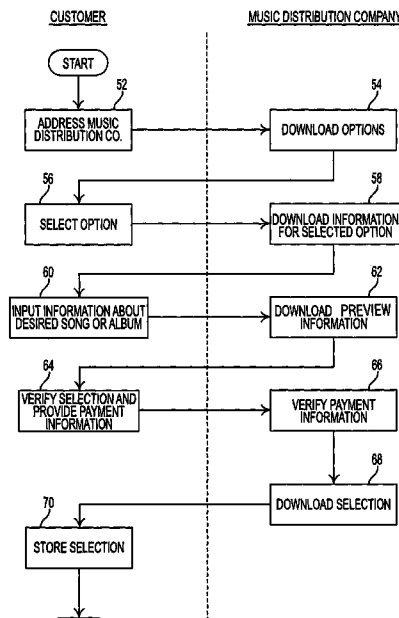 CUSTOMER
MUSIC DISTRIBUTION COMPANY
START
52
ADDRESS MUSIC
DISTRIBUTION CO.
54
DOWNLOAD OPTIONS
56
SELECT OPTION
58
DOWNLOAD INFORMATION
FOR SELECTED OPTION
60
INPUT INFORMATION ABOUT
DESIRED SONG OR ALBUM
62
DOWNLOAD PREVIEW
INFORMATION
64
VERIFY SELECTION AND
PROVIDE PAYMENT
INFORMATION
66
VERIFY PAYMENT
INFORMATION
68
DOWNLOAD SELECTION
70
STORE SELECTION